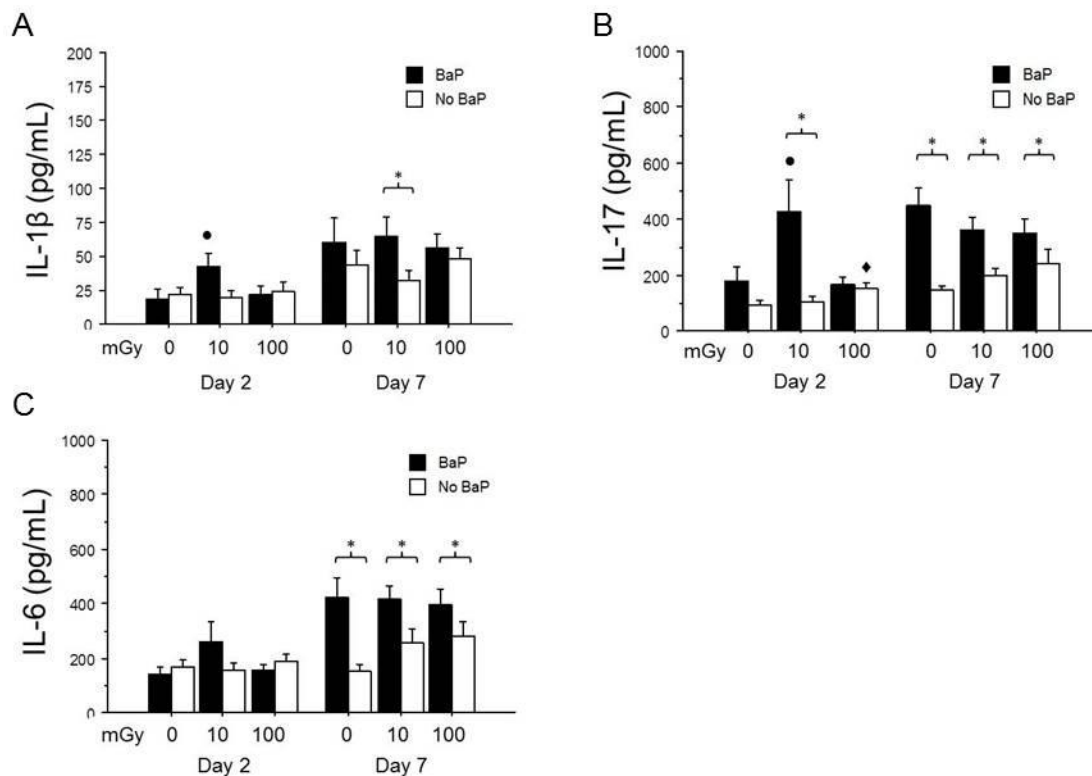 A
IL-1β (pg/mL)
200
175
150
125
100
75
50
25
0
BaP
No BaP
*
●
mGy 0 10 100 0 10 100
Day 2 Day 7
B
IL-17 (pg/mL)
1000
800
600
400
200
0
BaP
No BaP
* * * *
●
♦
mGy 0 10 100 0 10 100
Day 2 Day 7
C
IL-6 (pg/mL)
1000
800
600
400
200
0
BaP
No BaP
* * *
mGy 0 10 100 0 10 100
Day 2 Day 7